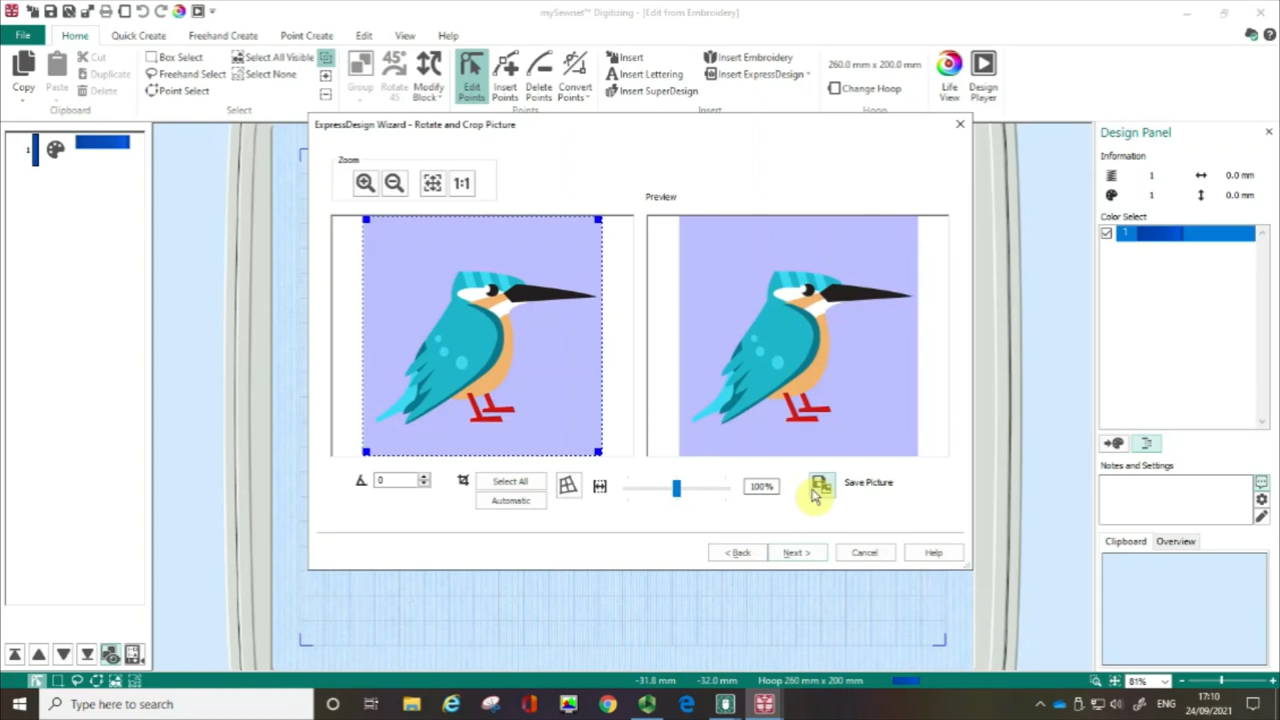 mySewnet™ Digitizing - [Edit from Embroidery]
File Home Quick Create Freehand Create Point Create Edit View Help
Copy
Paste
Cut
Duplicate
Delete
Clipboard
Box Select
Freehand Select
Point Select
Select All Visible
Select None
Select
Group
Rotate 45
45°
Modify Block
Edit Points
Insert Points
Delete Points
Convert Points
Points
Insert
Insert Lettering
Insert SuperDesign
Insert Embroidery
Insert ExpressDesign
Insert
260.0 mm x 200.0 mm
Change Hoop
Hoop
Life View
Design Player
1
ExpressDesign Wizard - Rotate and Crop Picture
Zoom
1:1
Preview
0
Select All
Automatic
100%
Save Picture
< Back
Next >
Cancel
Help
Design Panel
Information
1 0.0 mm
1 0.0 mm
Color Select
1
Notes and Settings
Clipboard Overview
-31.8 mm -32.0 mm Hoop 260 mm x 200 mm 81%
Type here to search
ENG
17:10
24/09/2021